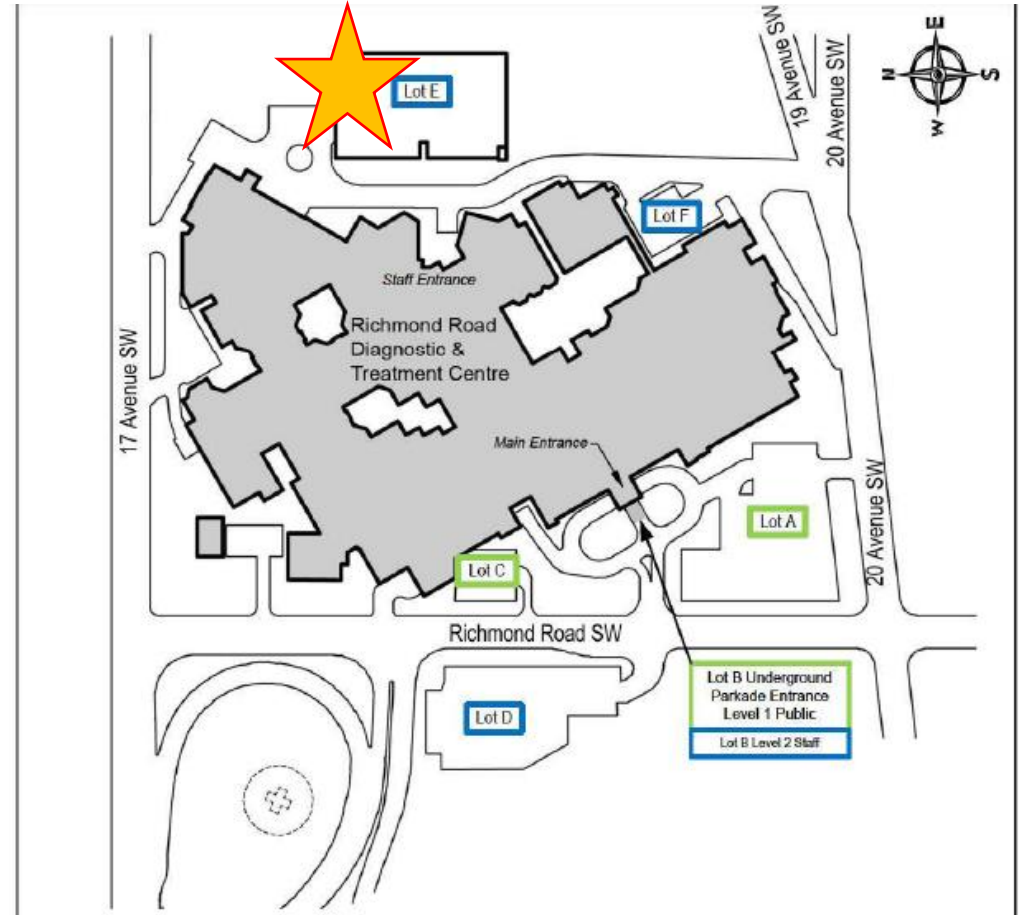 E
N
S
W
19 Avenue SW
20 Avenue SW
Lot E
Lot F
Staff Entrance
Richmond Road
Diagnostic &
Treatment Centre
17 Avenue SW
Main Entrance
Lot A
20 Avenue SW
Lot C
Richmond Road SW
Lot B Underground
Parkade Entrance
Level 1 Public
Lot B Level 2 Staff
Lot D